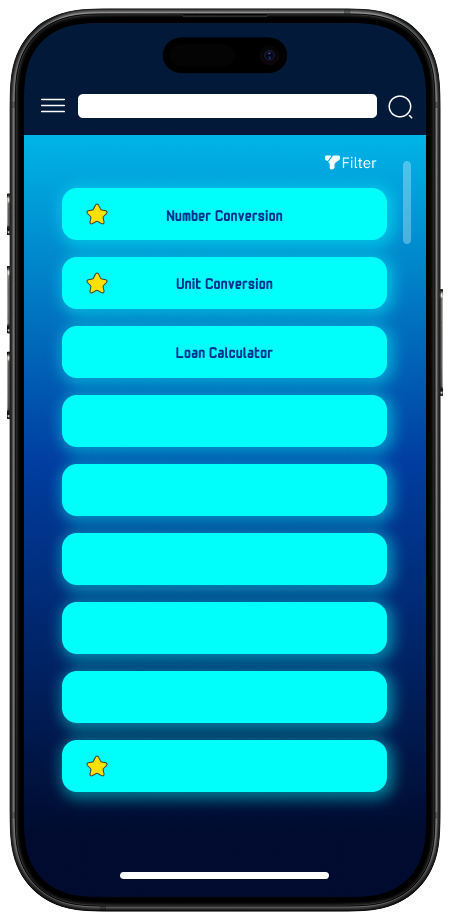 Filter
Number Conversion
Unit Conversion
Loan Calculator